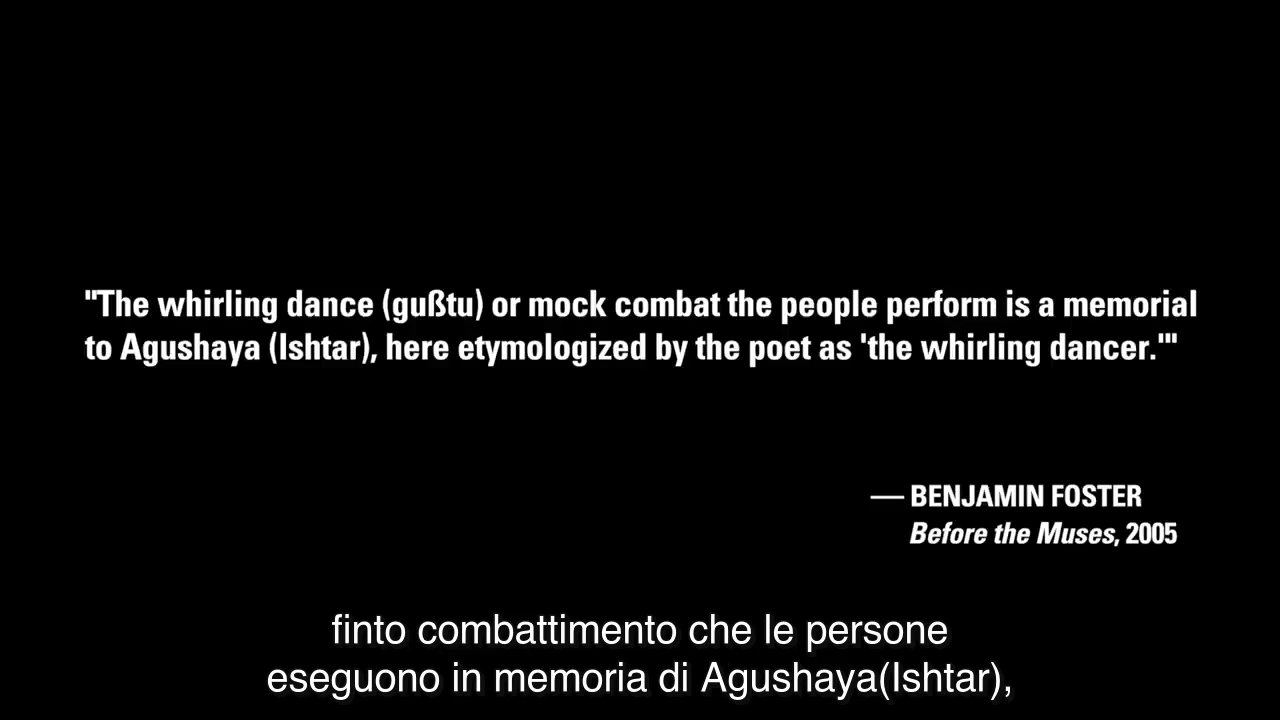 "The whirling dance (gußtu) or mock combat the people perform is a memorial
to Agushaya (Ishtar), here etymologized by the poet as 'the whirling dancer.'"
— BENJAMIN FOSTER
Before the Muses, 2005
finto combattimento che le persone
eseguono in memoria di Agushaya(Ishtar),